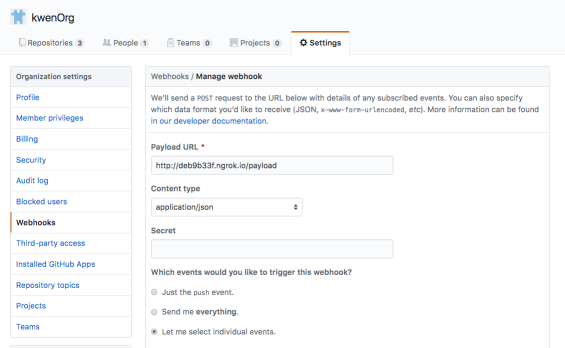 kwenOrg
Repositories 3 People 1 Teams 0 Projects 0 Settings
Organization settings
Profile
Member privileges
Billing
Security
Audit log
Blocked users
Webhooks
Third-party access
Installed GitHub Apps
Repository topics
Projects
Teams
Webhooks / Manage webhook
We'll send a POST request to the URL below with details of any subscribed events. You can also specify
which data format you'd like to receive (JSON, x-www-form-urlencoded, etc). More information can be found
in our developer documentation.
Payload URL *
http://deb9b33f.ngrok.io/payload
Content type
application/json
Secret
Which events would you like to trigger this webhook?
Just the push event.
Send me everything.
Let me select individual events.